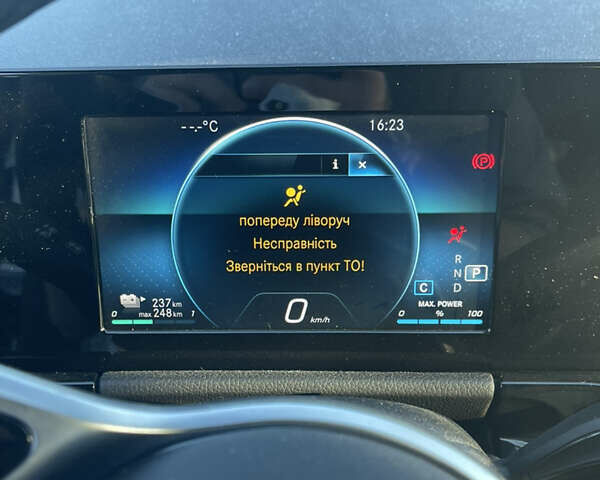 --,-°C
16:23
i ×
попереду ліворуч
Несправність
Зверніться в пункт ТО!
R
N P
D
C
237 km
max 248 km
0 1
0 km/h
MAX. POWER
0 % 100